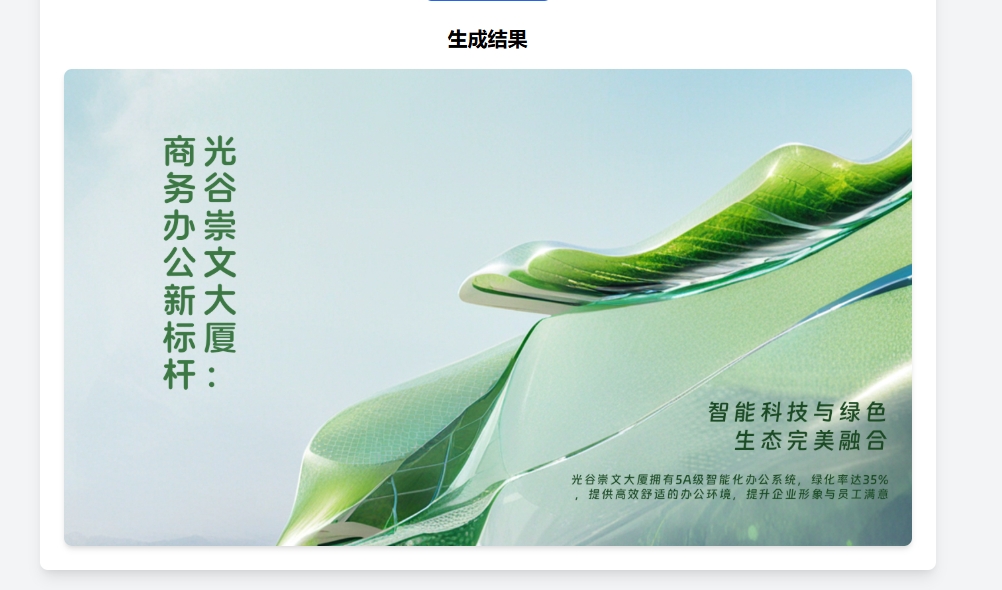 生成结果
光谷崇文大厦：
商务办公新标杆
智能科技与绿色
生态完美融合
光谷崇文大厦拥有5A级智能化办公系统，绿化率达35%
，提供高效舒适的办公环境，提升企业形象与员工满意